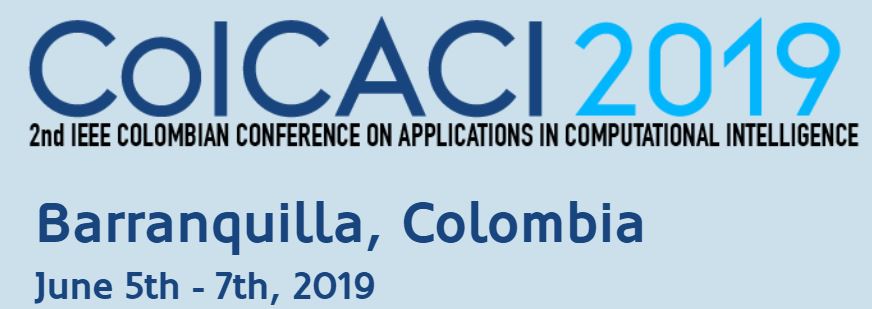 ColCACI 2019
2nd IEEE COLOMBIAN CONFERENCE ON APPLICATIONS IN COMPUTATIONAL INTELLIGENCE
Barranquilla, Colombia
June 5th - 7th, 2019